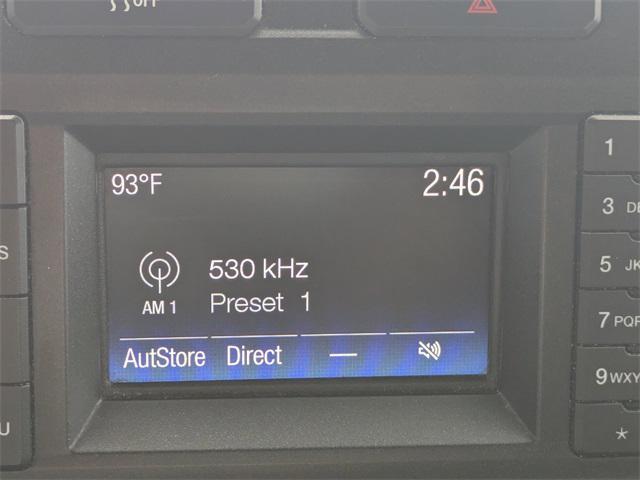 OFF
93°F 2:46
530 kHz
AM 1 Preset 1
AutStore Direct —
1
3 DE
5 JK
7 PQR
9 WXY
*
S
U